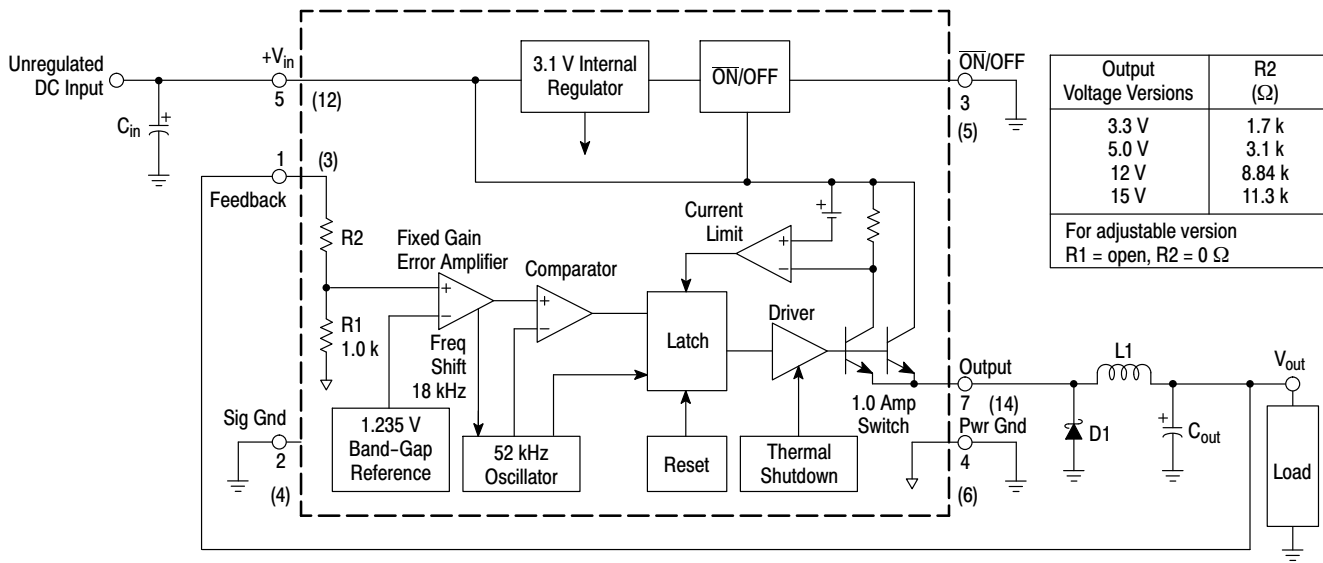 Unregulated
DC Input
Cin
+
+Vin
5
(12)
3.1 V Internal
Regulator
ON/OFF
ON/OFF
3
(5)
Output
Voltage Versions
R2
(Ω)
3.3 V
1.7 k
5.0 V
3.1 k
12 V
8.84 k
15 V
11.3 k
For adjustable version
R1 = open, R2 = 0 Ω
1
(3)
Feedback
R2
R1
1.0 k
Fixed Gain
Error Amplifier
+
−
Comparator
+
−
Current
Limit
+
−
+
Freq
Shift
18 kHz
Latch
Driver
1.0 Amp
Switch
Sig Gnd
2
(4)
1.235 V
Band−Gap
Reference
52 kHz
Oscillator
Reset
Thermal
Shutdown
Output
7
(14)
Pwr Gnd
4
(6)
L1
D1
+
Cout
Vout
Load